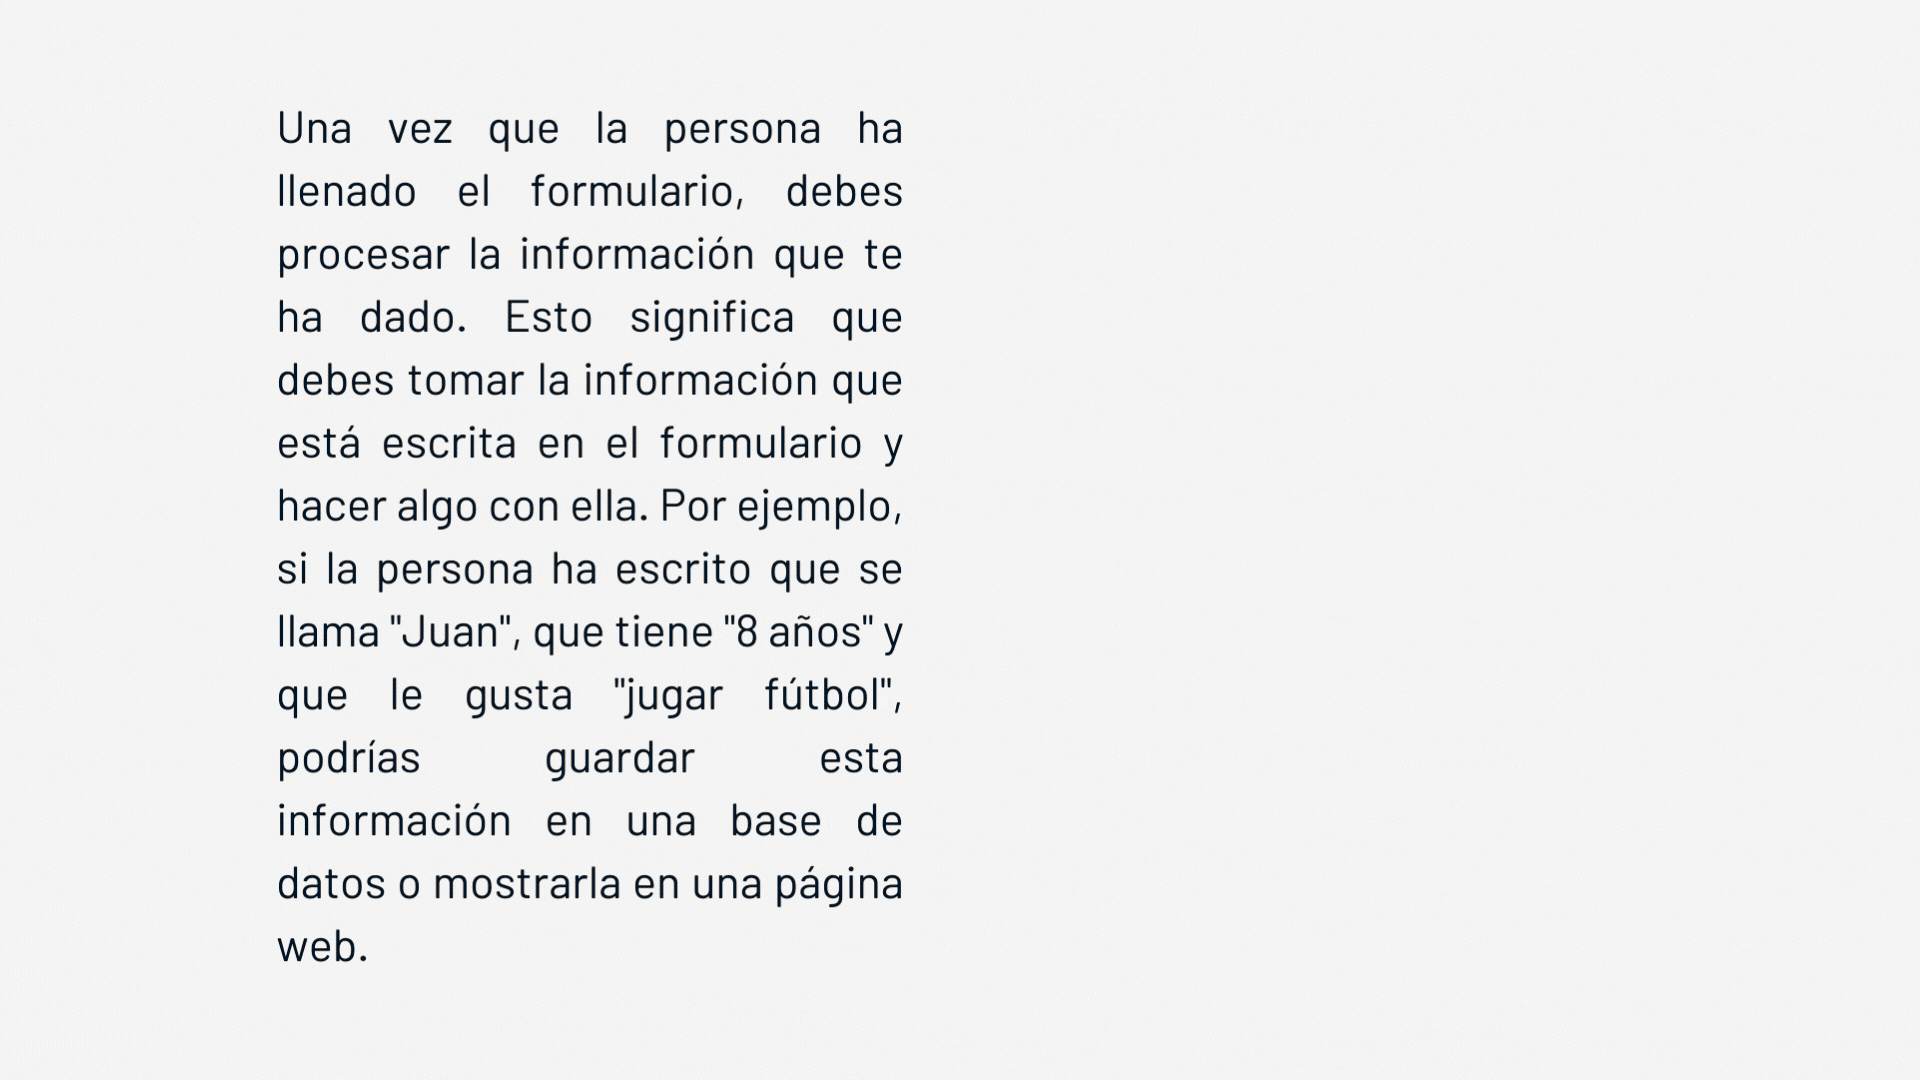 Una vez que la persona ha
llenado el formulario, debes
procesar la información que te
ha dado. Esto significa que
debes tomar la información que
está escrita en el formulario y
hacer algo con ella. Por ejemplo,
si la persona ha escrito que se
llama "Juan", que tiene "8 años" y
que le gusta "jugar fútbol",
podrías guardar esta
información en una base de
datos o mostrarla en una página
web.